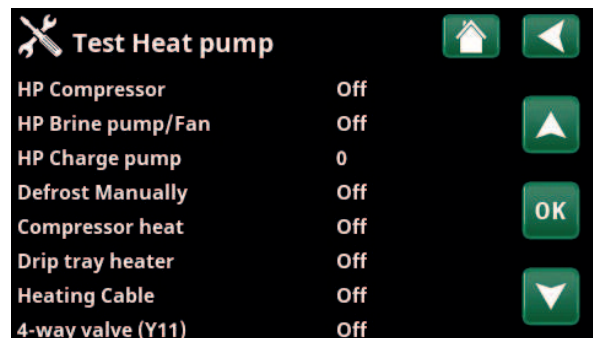 Test Heat pump
HP Compressor Off
HP Brine pump/Fan Off
HP Charge pump 0
Defrost Manually Off
Compressor heat Off
OK
Drip tray heater Off
Heating Cable Off
4-way valve (Y11) Off